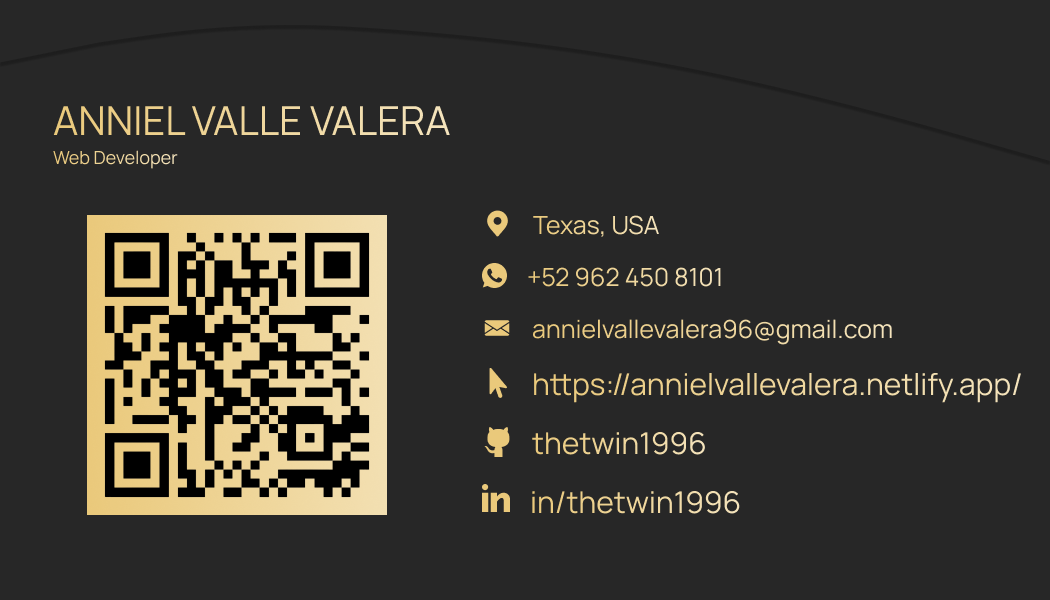 ANNIEL VALLE VALERA
Web Developer
Texas, USA
+52 962 450 8101
annielvallevalera96@gmail.com
https://annielvallevalera.netlify.app/
thetwin1996
in/thetwin1996